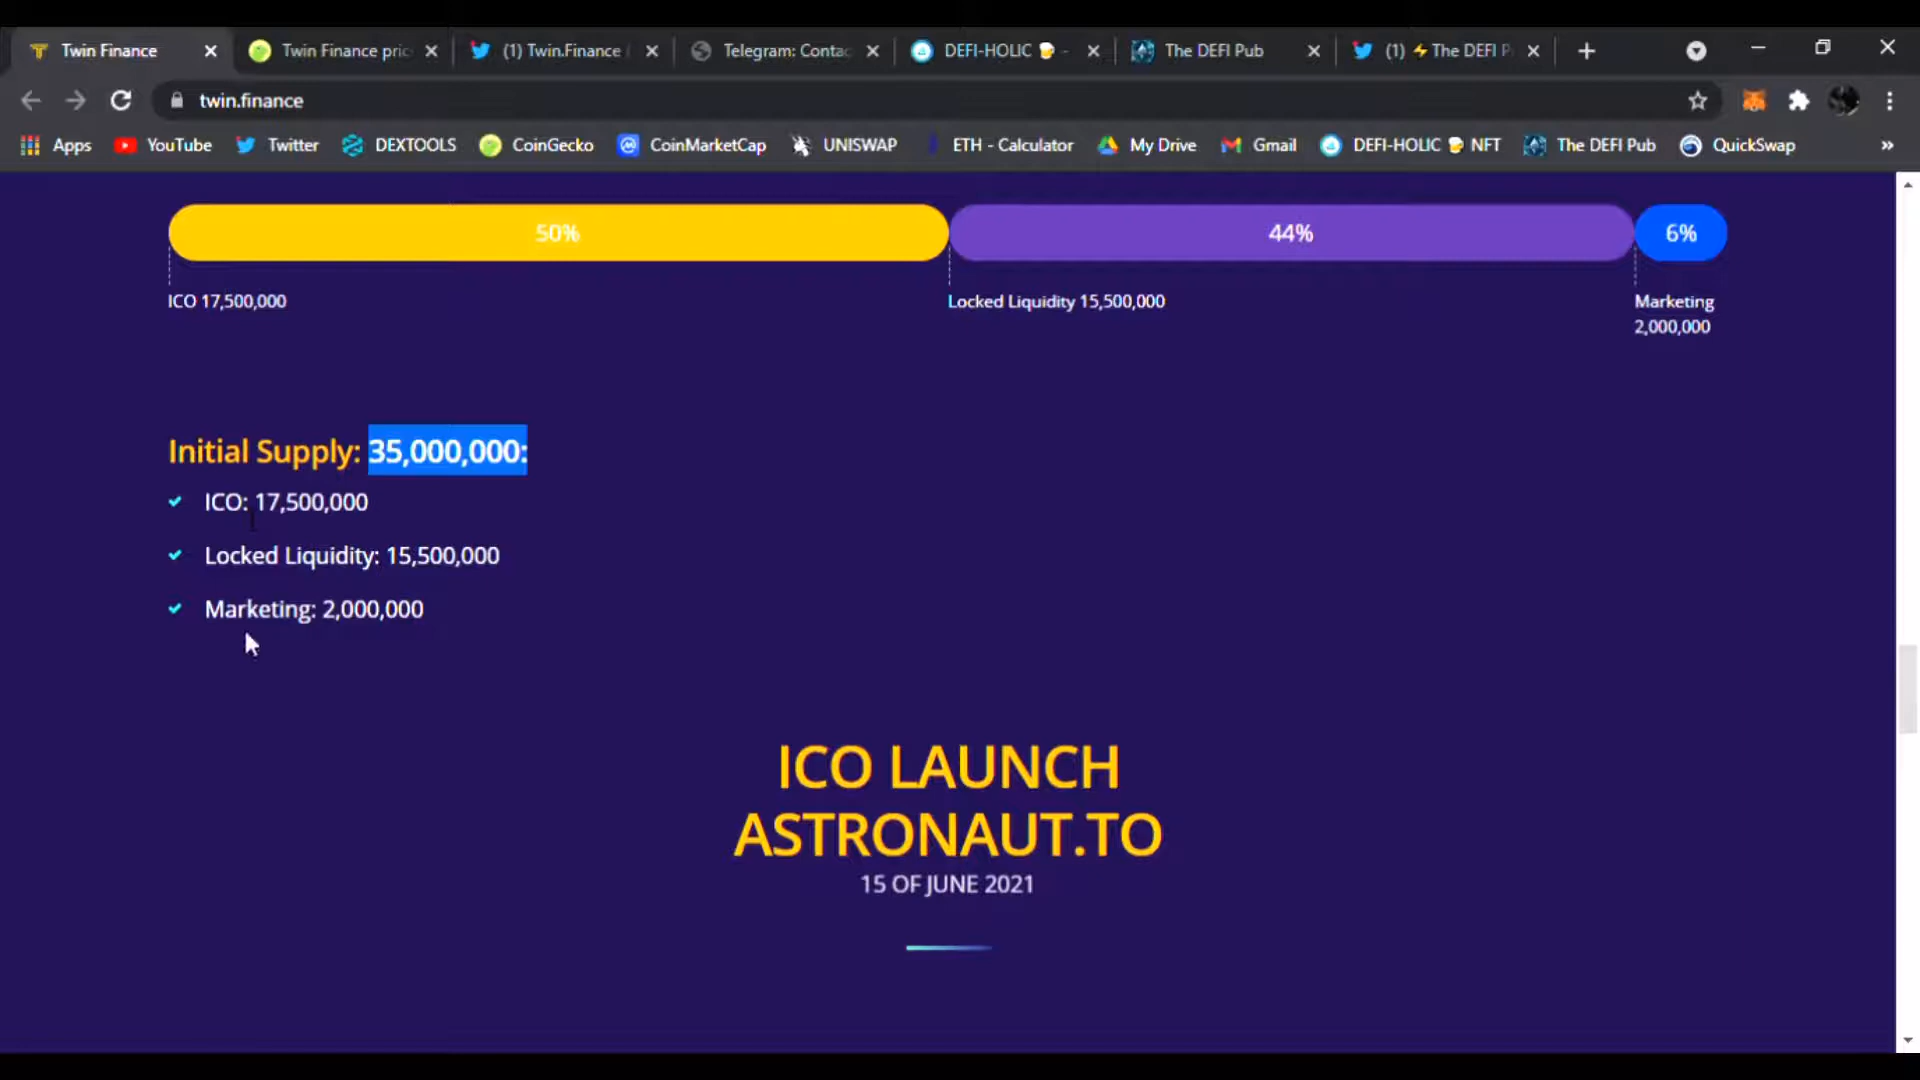 Twin Finance
Twin Finance pric
(1) Twin.Finance
Telegram: Contac
DEFI-HOLIC 🍺 -
The DEFI Pub
(1) ⚡The DEFI P
twin.finance
Apps
YouTube
Twitter
DEXTOOLS
CoinGecko
CoinMarketCap
UNISWAP
ETH - Calculator
My Drive
Gmail
DEFI-HOLIC 🍺 NFT
The DEFI Pub
QuickSwap
»
50%
44%
6%
ICO 17,500,000
Locked Liquidity 15,500,000
Marketing
2,000,000
Initial Supply: 35,000,000:
ICO: 17,500,000
Locked Liquidity: 15,500,000
Marketing: 2,000,000
ICO LAUNCH
ASTRONAUT.TO
15 OF JUNE 2021